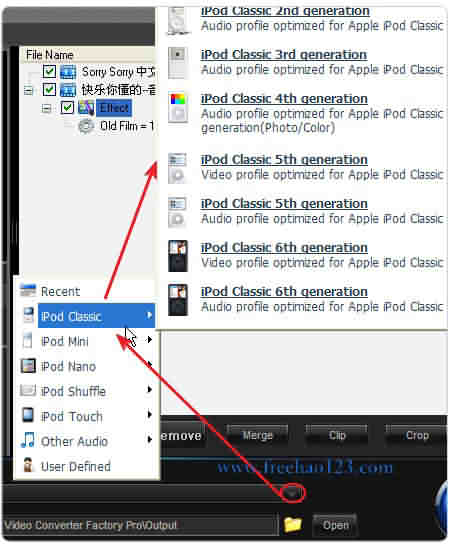 iPod Classic 2nd generation
Audio profile optimized for Apple iPod Classic
iPod Classic 3rd generation
Audio profile optimized for Apple iPod Classic
iPod Classic 4th generation
Audio profile optimized for Apple iPod Classic
generation(Photo/Color)
iPod Classic 5th generation
Video profile optimized for Apple iPod Classic
iPod Classic 5th generation
Audio profile optimized for Apple iPod Classic
iPod Classic 6th generation
Video profile optimized for Apple iPod Classic
iPod Classic 6th generation
Audio profile optimized for Apple iPod Classic
File Name
Sorry Sorry 中文
快乐你懂的--音
Effect
Old Film = 1
Recent
iPod Classic
iPod Mini
iPod Nano
iPod Shuffle
iPod Touch
Other Audio
User Defined
emove
Merge
Clip
Crop
www.freehao123.com
Video Converter Factory Pro\Output
Open